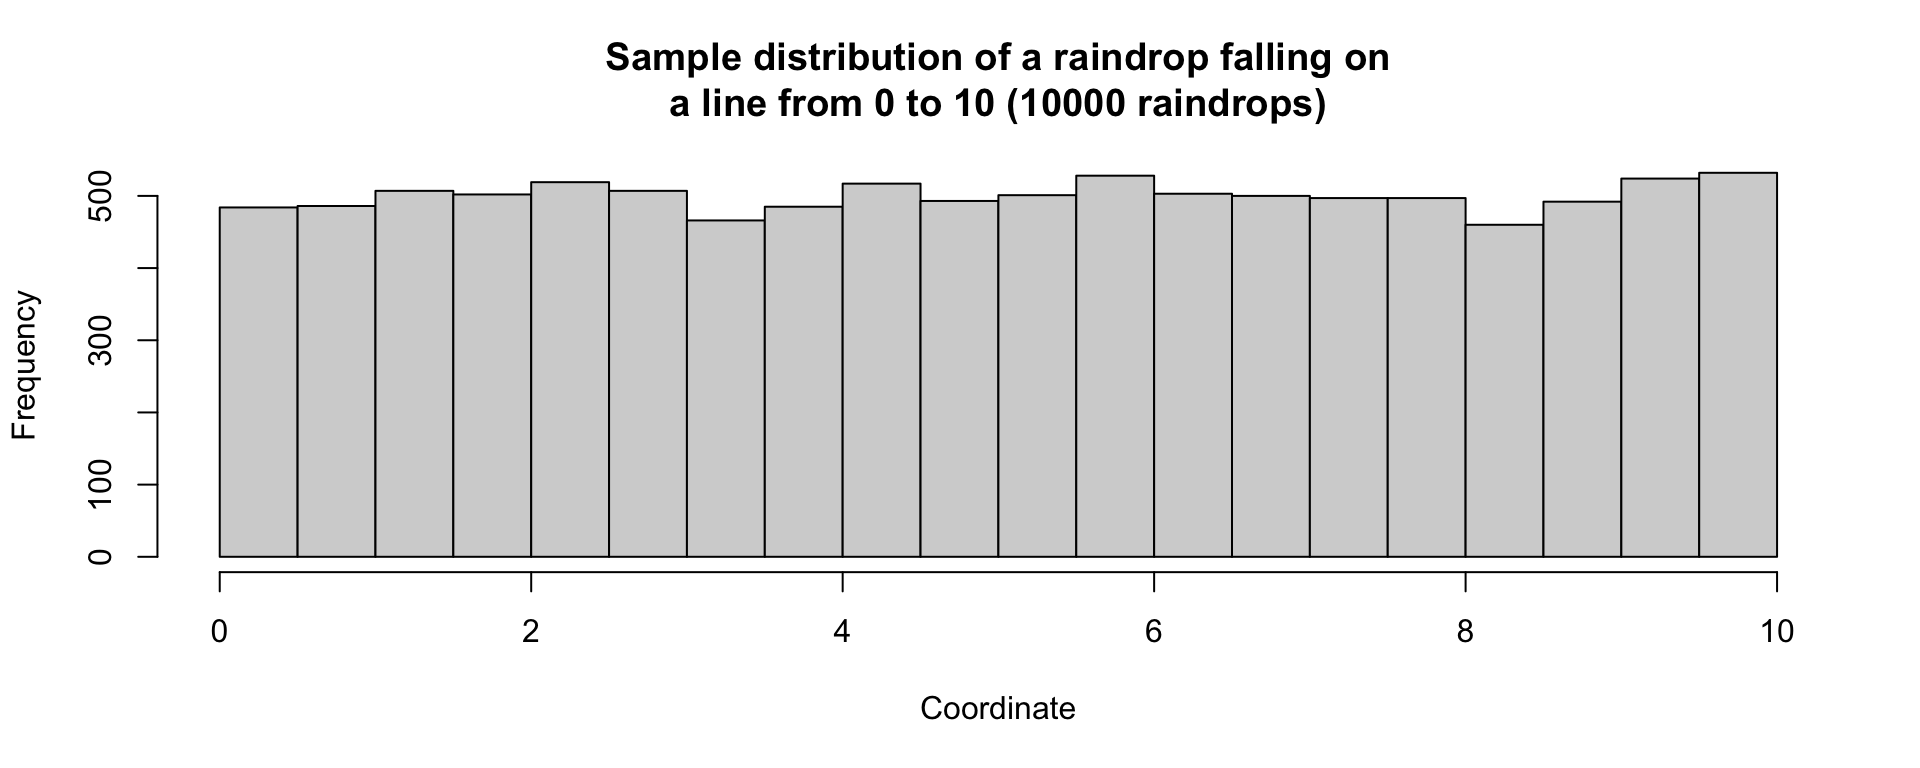 Sample distribution of a raindrop falling on
a line from 0 to 10 (10000 raindrops)
500
300
100
0
Frequency
0 2 4 6 8 10
Coordinate